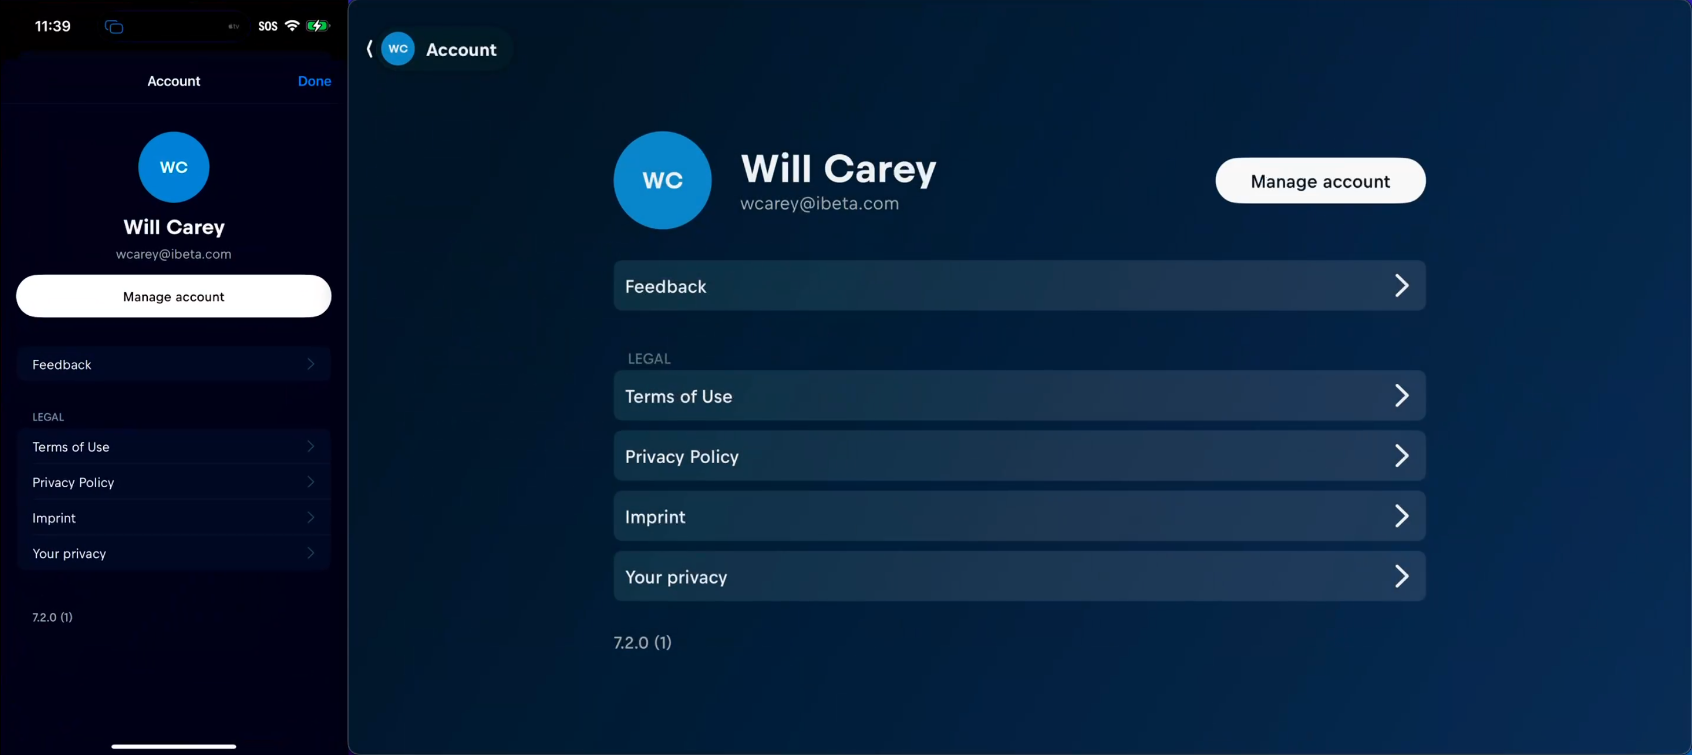 11:39
tv SOS
Account
Done
WC
Will Carey
wcarey@ibeta.com
Manage account
Feedback
LEGAL
Terms of Use
Privacy Policy
Imprint
Your privacy
7.2.0 (1)
WC Account
WC
Will Carey
wcarey@ibeta.com
Manage account
Feedback
LEGAL
Terms of Use
Privacy Policy
Imprint
Your privacy
7.2.0 (1)